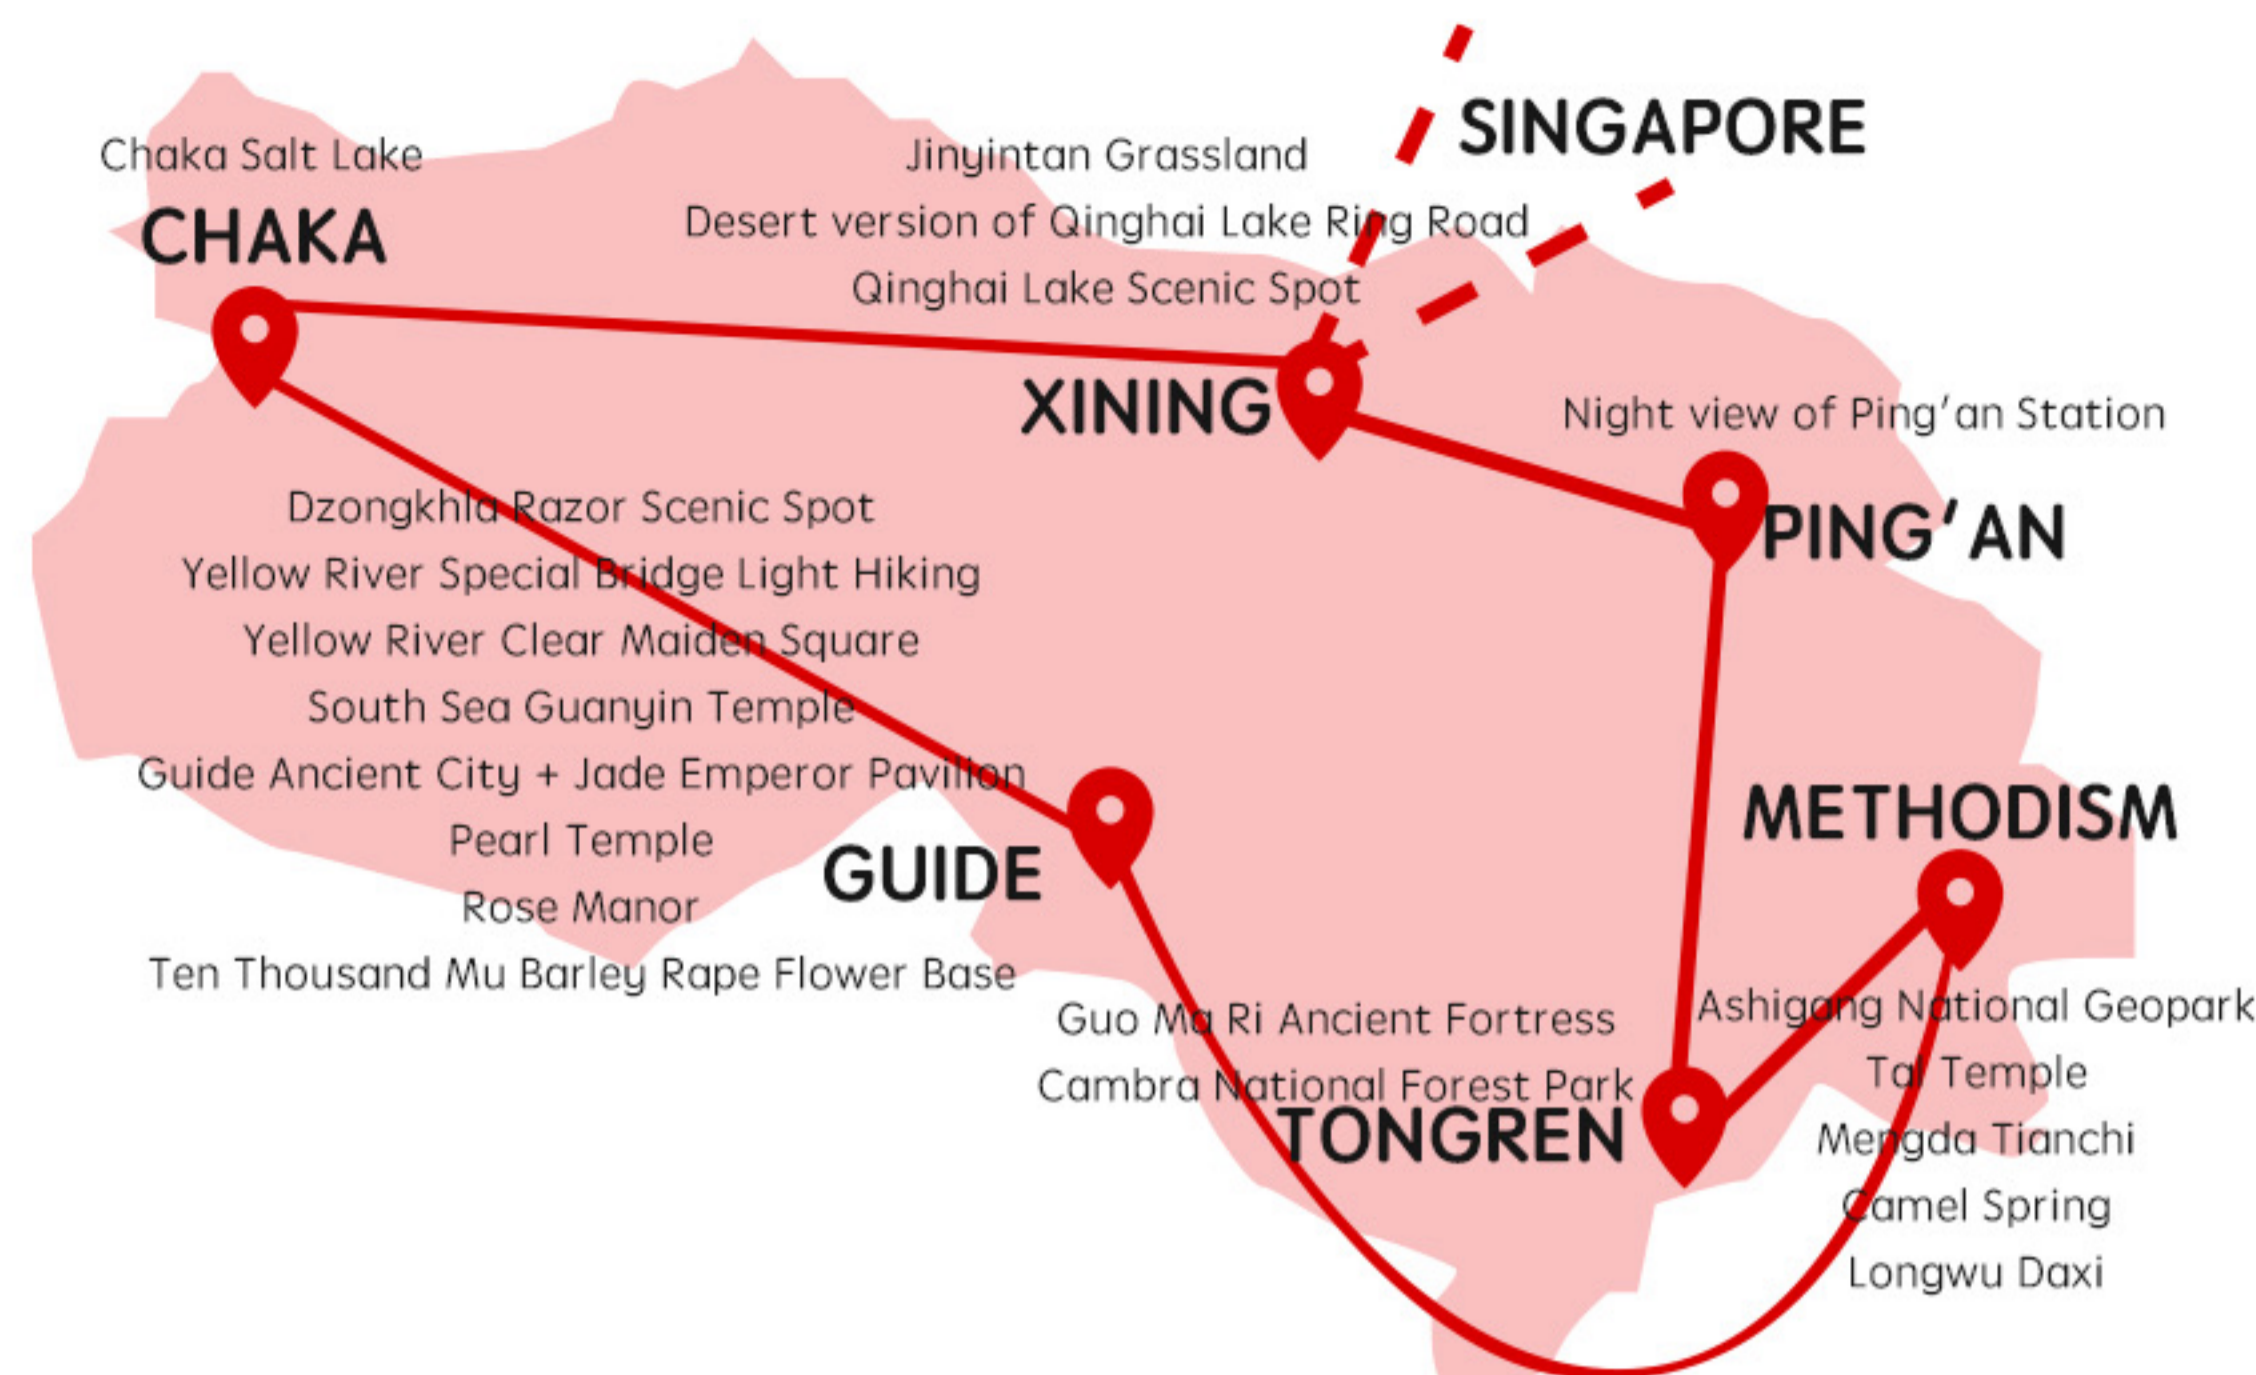 SINGAPORE
Chaka Salt Lake
CHAKA
Jinyintan Grassland
Desert version of Qinghai Lake Ring Road
Qinghai Lake Scenic Spot
XINING
Night view of Ping'an Station
PING'AN
Dzongkhla Razor Scenic Spot
Yellow River Special Bridge Light Hiking
Yellow River Clear Maiden Square
South Sea Guanyin Temple
Guide Ancient City + Jade Emperor Pavilion
Pearl Temple
Rose Manor
Ten Thousand Mu Barley Rape Flower Base
GUIDE
METHODISM
Ashigang National Geopark
Tal Temple
Mengda Tianchi
Camel Spring
Longwu Daxi
Guo Ma Ri Ancient Fortress
Cambra National Forest Park
TONGREN